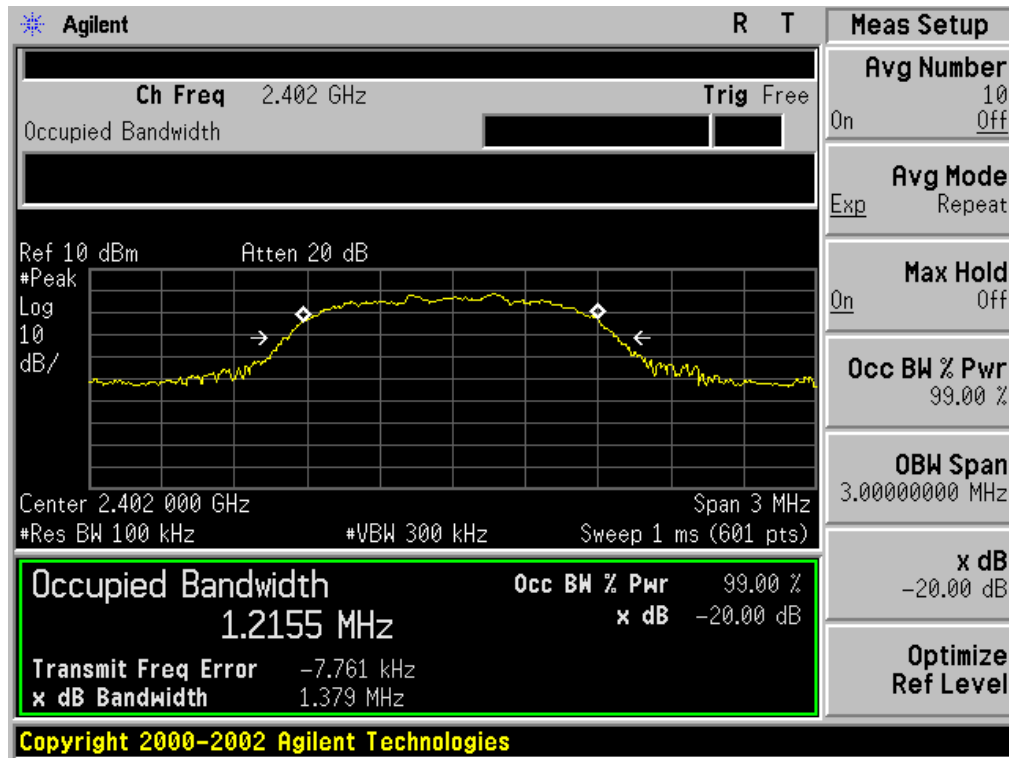 Agilent R T
Meas Setup
Ch Freq 2.402 GHz Trig Free
Occupied Bandwidth
Ref 10 dBm Atten 20 dB
#Peak
Log
10
dB/
Center 2.402 000 GHz Span 3 MHz
#Res BW 100 kHz #VBW 300 kHz Sweep 1 ms (601 pts)
Occupied Bandwidth Occ BW % Pwr 99.00 %
1.2155 MHz x dB -20.00 dB
Transmit Freq Error -7.761 kHz
x dB Bandwidth 1.379 MHz
Avg Number
10
On Off
Avg Mode
Exp Repeat
Max Hold
On Off
Occ BW % Pwr
99.00 %
OBW Span
3.00000000 MHz
x dB
-20.00 dB
Optimize
Ref Level
Copyright 2000-2002 Agilent Technologies